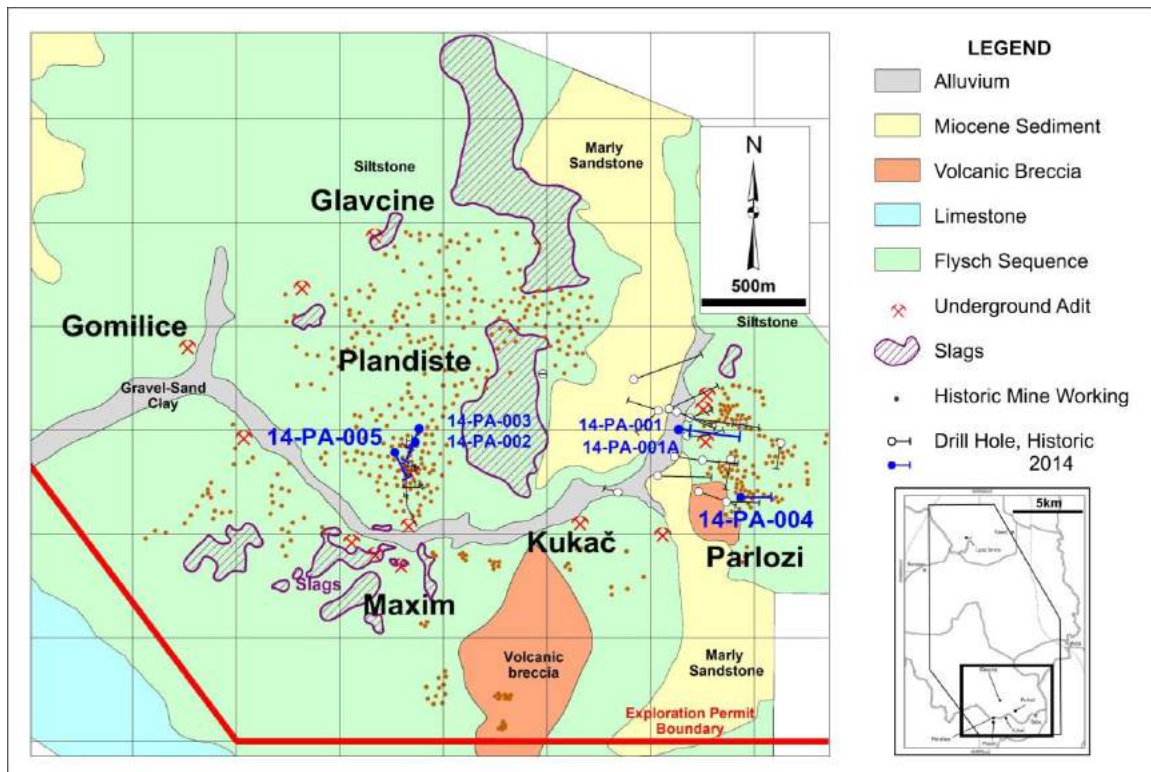 Siltstone
Glavcine
Gomilice
Plandiste
Gravel-Sand
Clay
14-PA-005
14-PA-003
14-PA-002
14-PA-001
14-PA-001A
14-PA-004
Kukač
Parlozi
Slags
Maxim
Volcanic
breccia
Marly
Sandstone
Marly
Sandstone
Exploration Permit
Boundary
N
500m
Siltstone
LEGEND
Alluvium
Miocene Sediment
Volcanic Breccia
Limestone
Flysch Sequence
Underground Adit
Slags
Historic Mine Working
Drill Hole, Historic
2014
5km